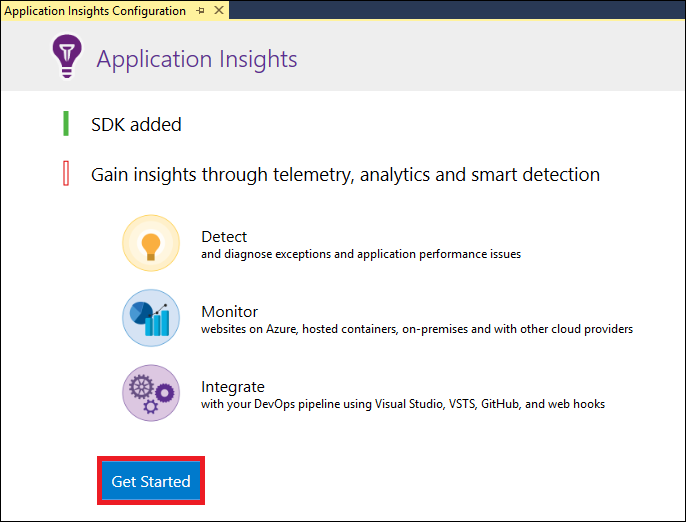 Application Insights Configuration
Application Insights
SDK added
Gain insights through telemetry, analytics and smart detection
Detect
and diagnose exceptions and application performance issues
Monitor
websites on Azure, hosted containers, on-premises and with other cloud providers
Integrate
with your DevOps pipeline using Visual Studio, VSTS, GitHub, and web hooks
Get Started